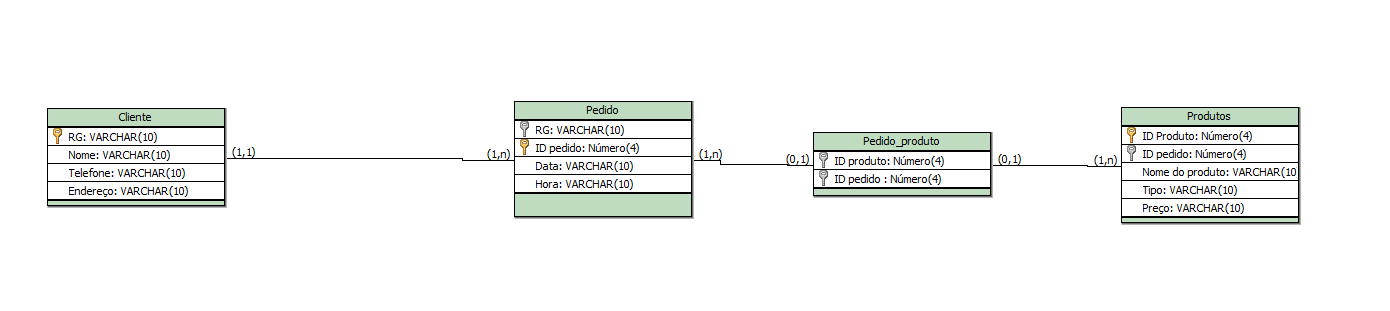 Cliente
RG: VARCHAR(10)
Nome: VARCHAR(10)
Telefone: VARCHAR(10)
Endereço: VARCHAR(10)
(1,1)
(1,n)
Pedido
RG: VARCHAR(10)
ID pedido: Número(4)
Data: VARCHAR(10)
Hora: VARCHAR(10)
(1,n)
(0,1)
Pedido_produto
ID produto: Número(4)
ID pedido : Número(4)
(0,1)
(1,n)
Produtos
ID Produto: Número(4)
ID pedido: Número(4)
Nome do produto: VARCHAR(10
Tipo: VARCHAR(10)
Preço: VARCHAR(10)